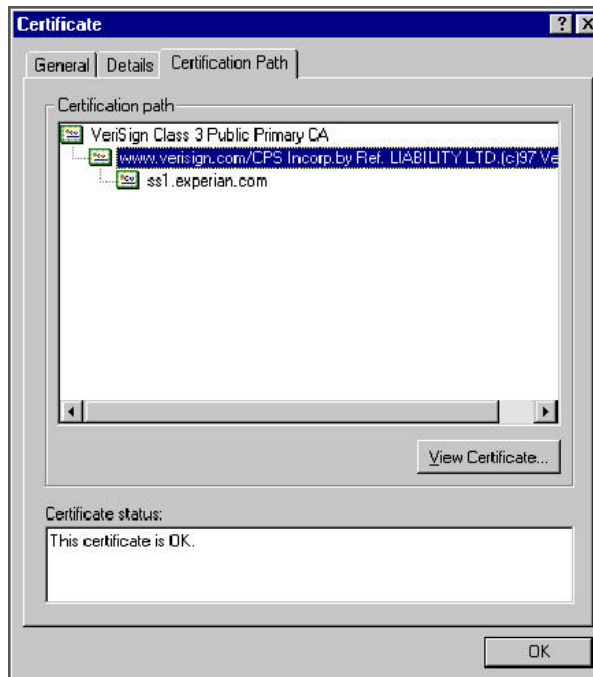 Certificate
General Details Certification Path
Certification path
VeriSign Class 3 Public Primary CA
www.verisign.com/CPS Incorp.by Ref. LIABILITY LTD.(c)97 Ve
ss1.experian.com
View Certificate...
Certificate status:
This certificate is OK.
OK